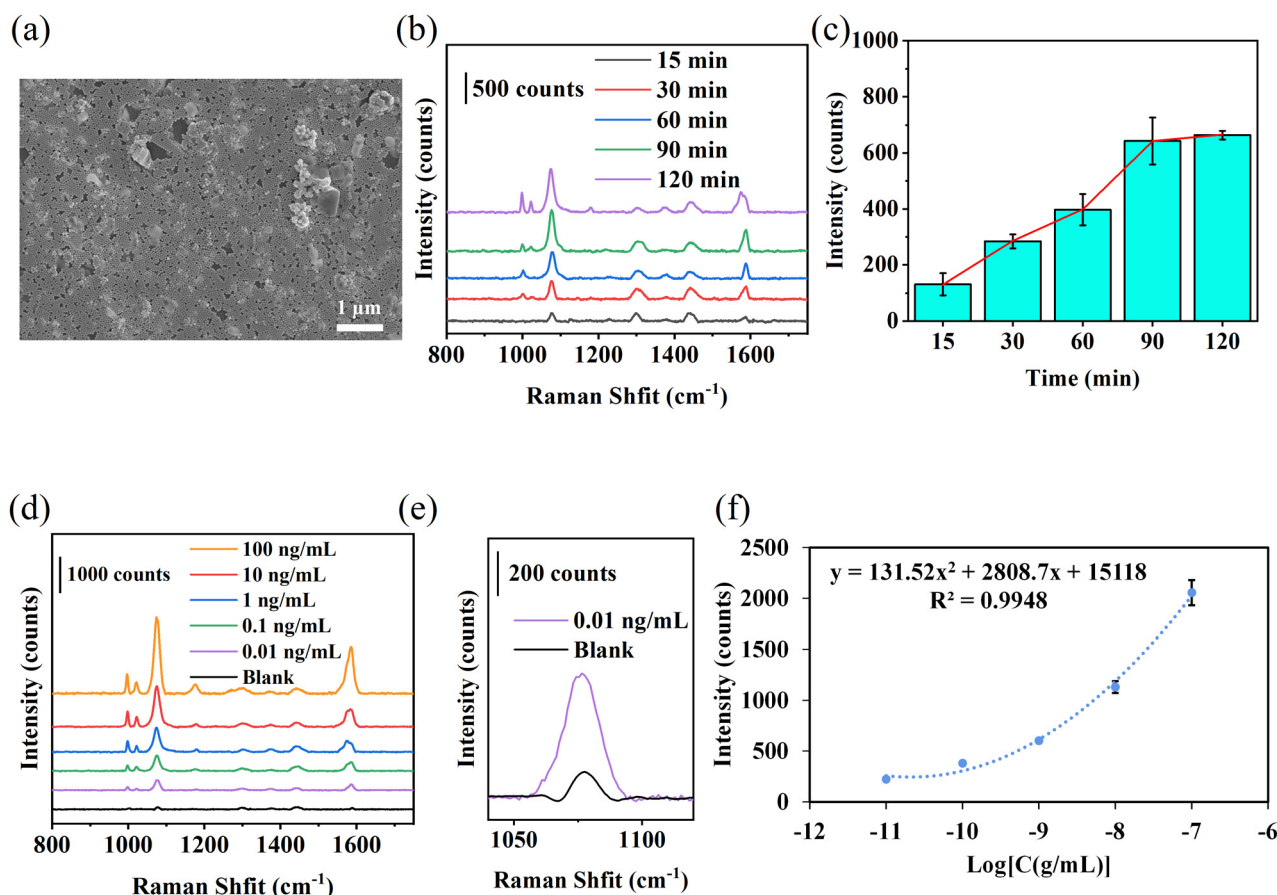 (a)
1 μm
(b)
500 counts
15 min
30 min
60 min
90 min
120 min
Intensity (counts)
800 1000 1200 1400 1600
Raman Shfit (cm⁻¹)
(c)
Intensity (counts)
1000
800
600
400
200
0
15 30 60 90 120
Time (min)
(d)
1000 counts
100 ng/mL
10 ng/mL
1 ng/mL
0.1 ng/mL
0.01 ng/mL
Blank
Intensity (counts)
800 1000 1200 1400 1600
Raman Shfit (cm⁻¹)
(e)
200 counts
0.01 ng/mL
Blank
Intensity (counts)
1050 1100
Raman Shfit (cm⁻¹)
(f)
y = 131.52x² + 2808.7x + 15118
R² = 0.9948
Intensity (counts)
2500
2000
1500
1000
500
0
-12 -11 -10 -9 -8 -7 -6
Log[C(g/mL)]